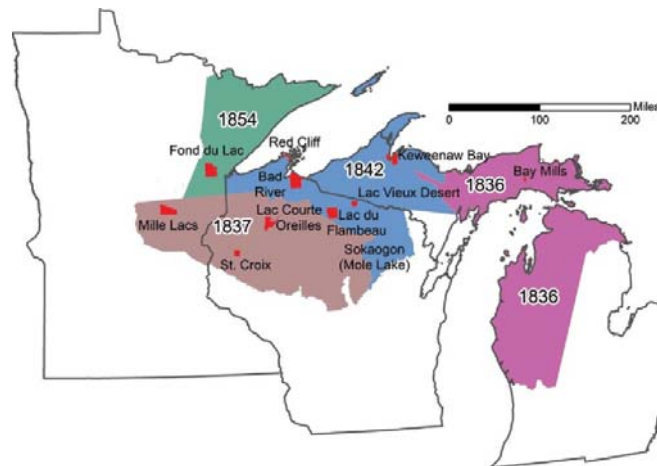 1854
Miles
0
100
200
Fond du Lac
Red Cliff
Keweenaw Bay
1842
Bad
River
1836
Bay Mills
Lac Vieux Desert
Mille Lacs
1837
Lac Courte
Oreilles
Lac du
Flambeau
St. Croix
Sokaogon
(Mole Lake)
1836